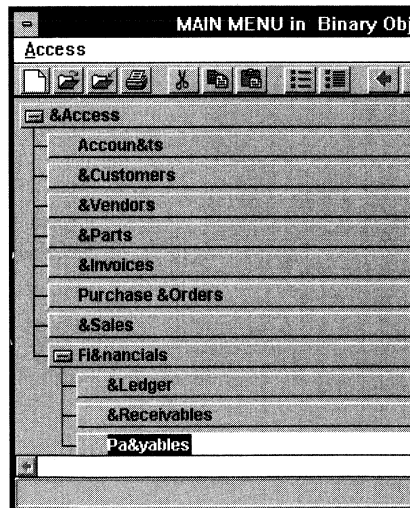 MAIN MENU in Binary Obj
Access
&Access
Accoun&ts
&Customers
&Vendors
&Parts
&Invoices
Purchase &Orders
&Sales
Fi&nancials
&Ledger
&Receivables
Pa&yables